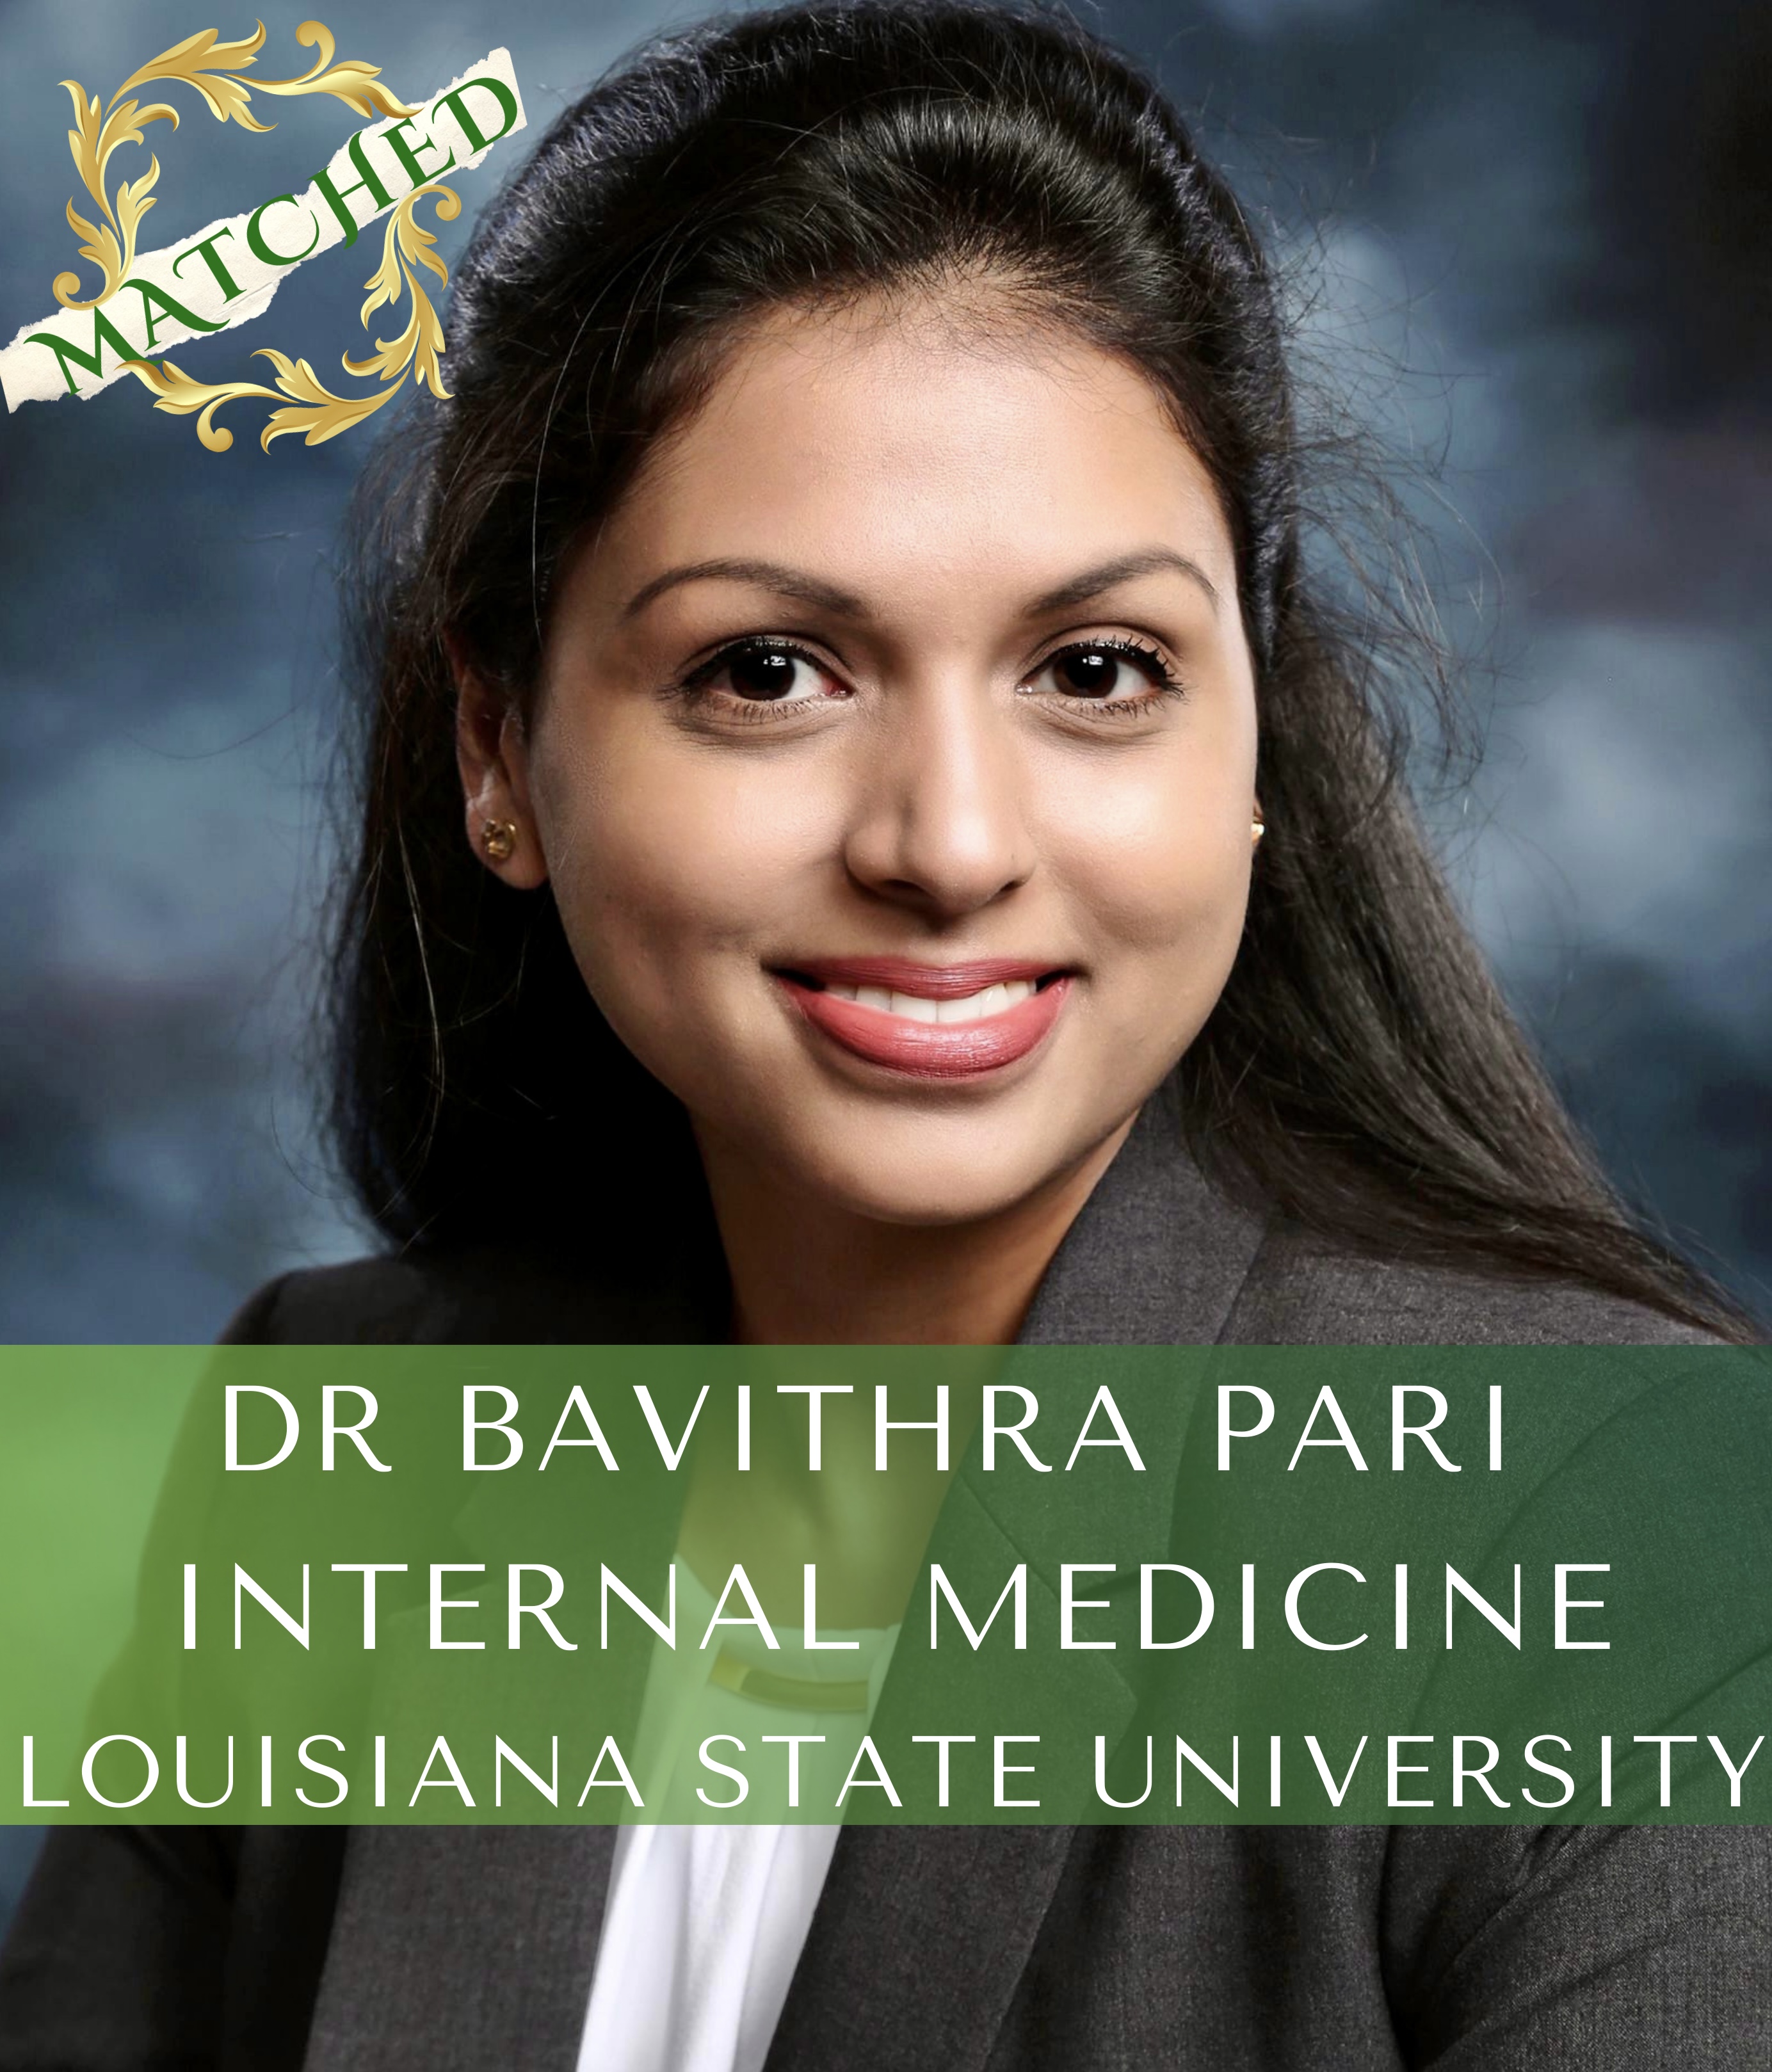 MATCHED
DR BAVITHRA PARI
INTERNAL MEDICINE
LOUISIANA STATE UNIVERSITY